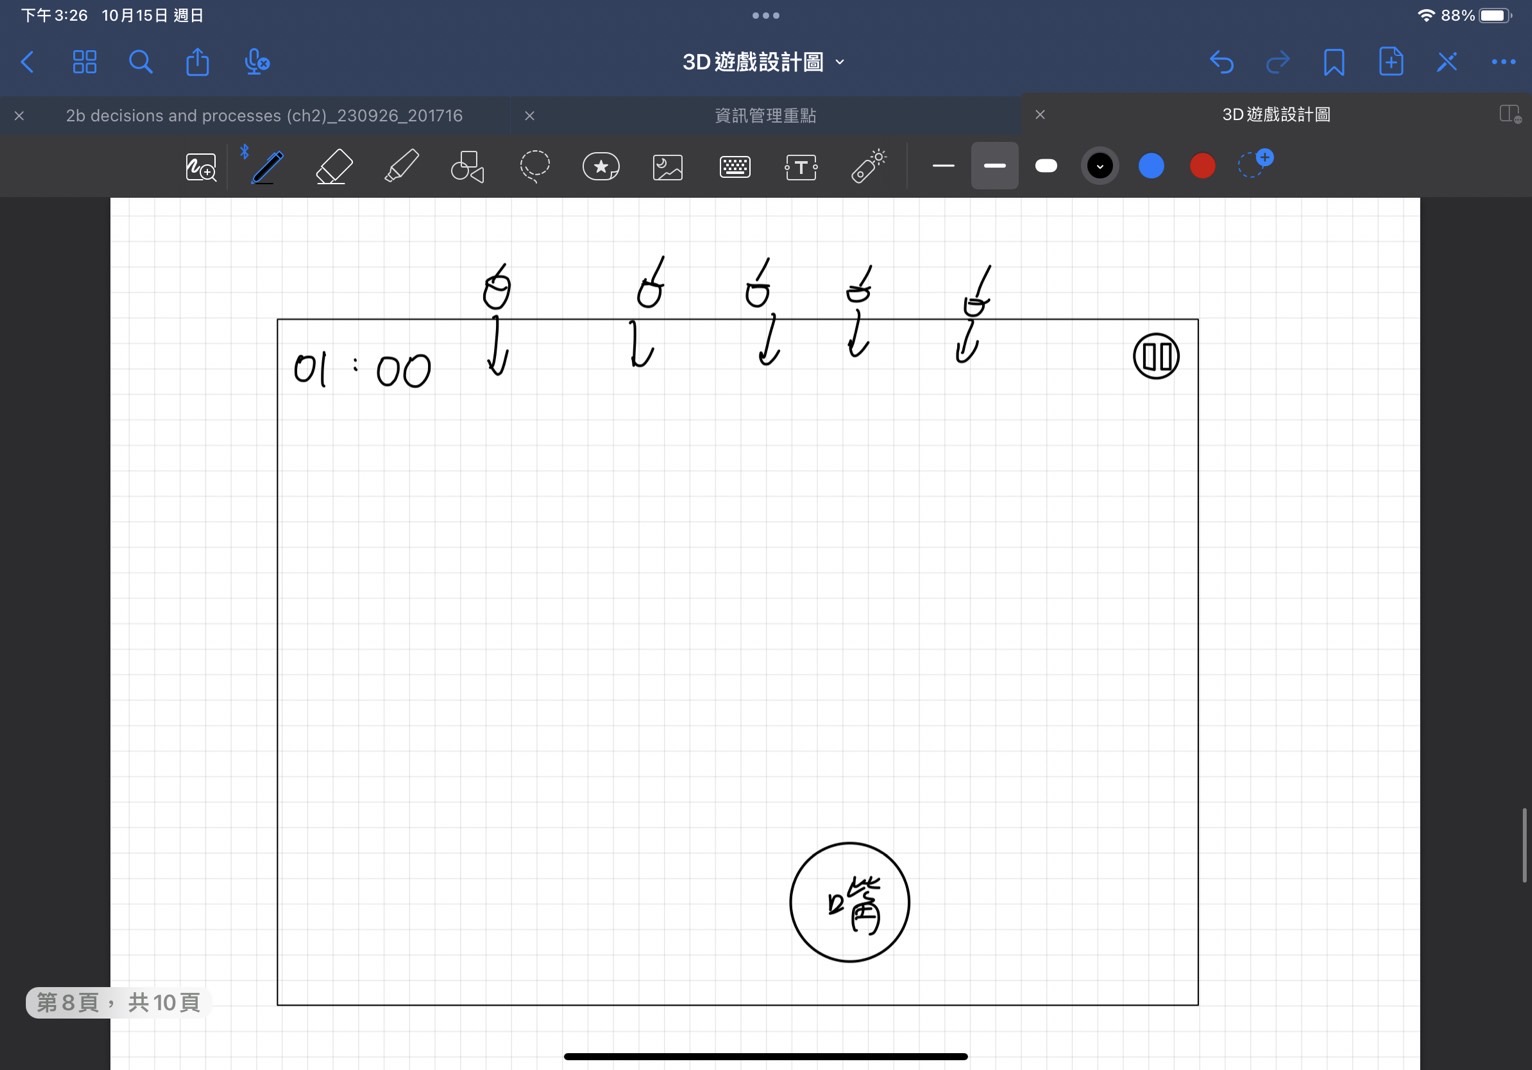 下午3:26 10月15日 週日
88%
3D遊戲設計圖
2b decisions and processes (ch2)_230926_201716
資訊管理重點
3D遊戲設計圖
01:00
嘴
第8頁，共10頁